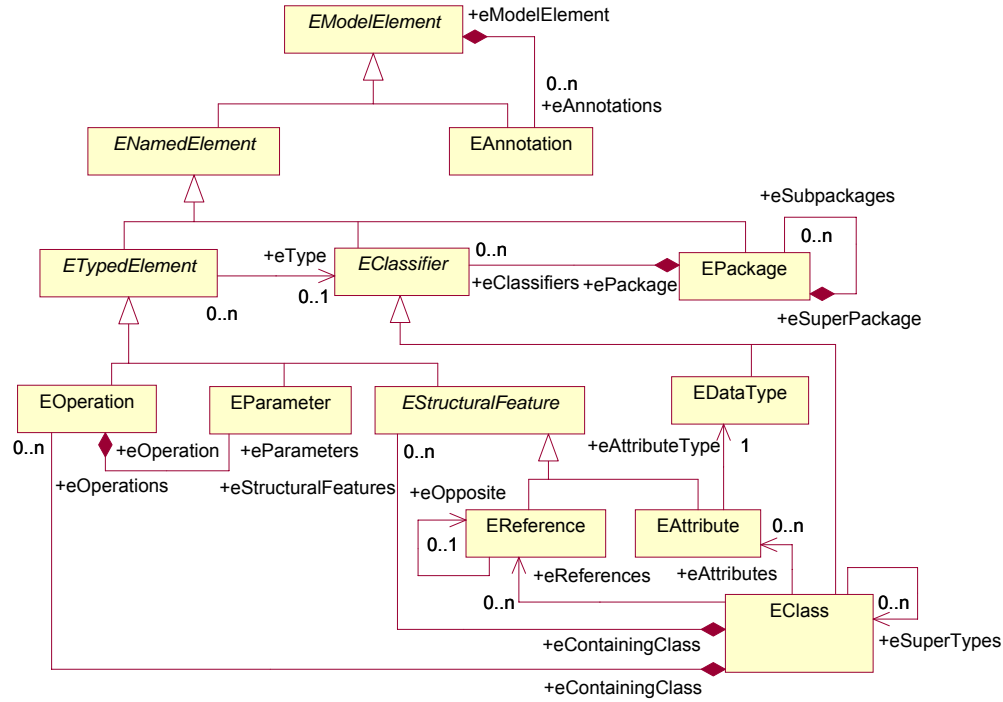 EModelElement
+eModelElement
0..n
+eAnnotations
ENamedElement
EAnnotation
+eSubpackages
0..n
ETypedElement
+eType
0..1
0..n
EClassifier
0..n
+eClassifiers
+ePackage
EPackage
+eSuperPackage
EOperation
EParameter
EStructuralFeature
EDataType
0..n
+eOperation
+eParameters
0..n
+eAttributeType
1
+eOperations
+eStructuralFeatures
+eOpposite
0..1
EReference
EAttribute
0..n
+eReferences
+eAttributes
0..n
EClass
0..n
+eSuperTypes
+eContainingClass
+eContainingClass